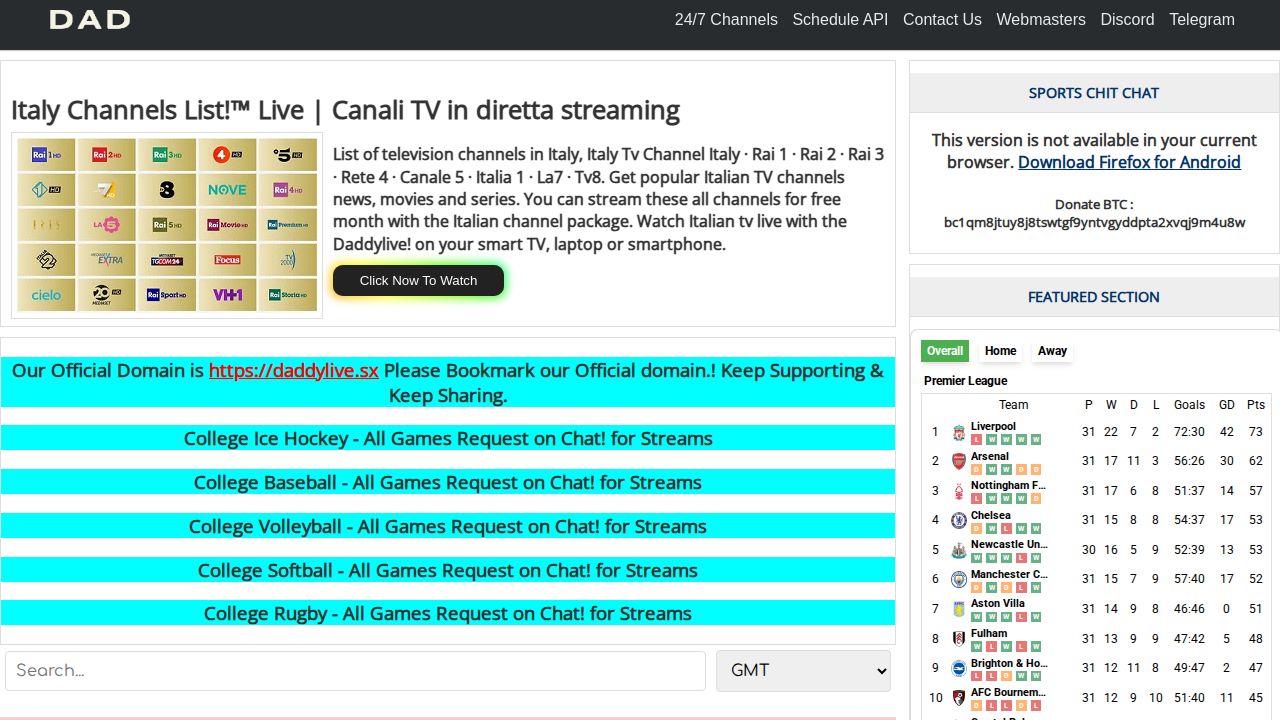 DAD
24/7 Channels Schedule API Contact Us Webmasters Discord Telegram
Italy Channels List!™ Live | Canali TV in diretta streaming
Rai 1 HD Rai 2 HD Rai 3 HD 4 HD 5 HD
1 HD 7 8 NOVE Rai 4 HD
LA 5 Rai 5 HD Rai Movie HD Rai Premium HD
MEDIASET EXTRA MEDIASET TGCOM24 Focus TV 2000
cielo 20 HD MEDIASET Rai Sport HD VH1 Rai Storia HD
List of television channels in Italy, Italy Tv Channel Italy · Rai 1 · Rai 2 · Rai 3
· Rete 4 · Canale 5 · Italia 1 · La7 · Tv8. Get popular Italian TV channels
news, movies and series. You can stream these all channels for free
month with the Italian channel package. Watch Italian tv live with the
Daddylive! on your smart TV, laptop or smartphone.
Click Now To Watch
Our Official Domain is https://daddylive.sx Please Bookmark our Official domain.! Keep Supporting &
Keep Sharing.
College Ice Hockey - All Games Request on Chat! for Streams
College Baseball - All Games Request on Chat! for Streams
College Volleyball - All Games Request on Chat! for Streams
College Softball - All Games Request on Chat! for Streams
College Rugby - All Games Request on Chat! for Streams
Search...
GMT
SPORTS CHIT CHAT
This version is not available in your current
browser. Download Firefox for Android
Donate BTC :
bc1qm8jtuy8j8tswtgf9yntvgyddpta2xvqj9m4u8w
FEATURED SECTION
Overall Home Away
Premier League
Team P W D L Goals GD Pts
1 Liverpool 31 22 7 2 72:30 42 73
L W W W W
2 Arsenal 31 17 11 3 56:26 30 62
D W W D D
3 Nottingham F... 31 17 6 8 51:37 14 57
L W W W D
4 Chelsea 31 15 8 8 54:37 17 53
D W L W W
5 Newcastle Un... 30 16 5 9 52:39 13 53
W W W L W
6 Manchester C... 31 15 7 9 57:40 17 52
D W D L W
7 Aston Villa 31 14 9 8 46:46 0 51
W W W L W
8 Fulham 31 13 9 9 47:42 5 48
W L W L W
9 Brighton & Ho... 31 12 11 8 49:47 2 47
L L D W W
10 AFC Bournem... 31 12 9 10 51:40 11 45
D L L D L